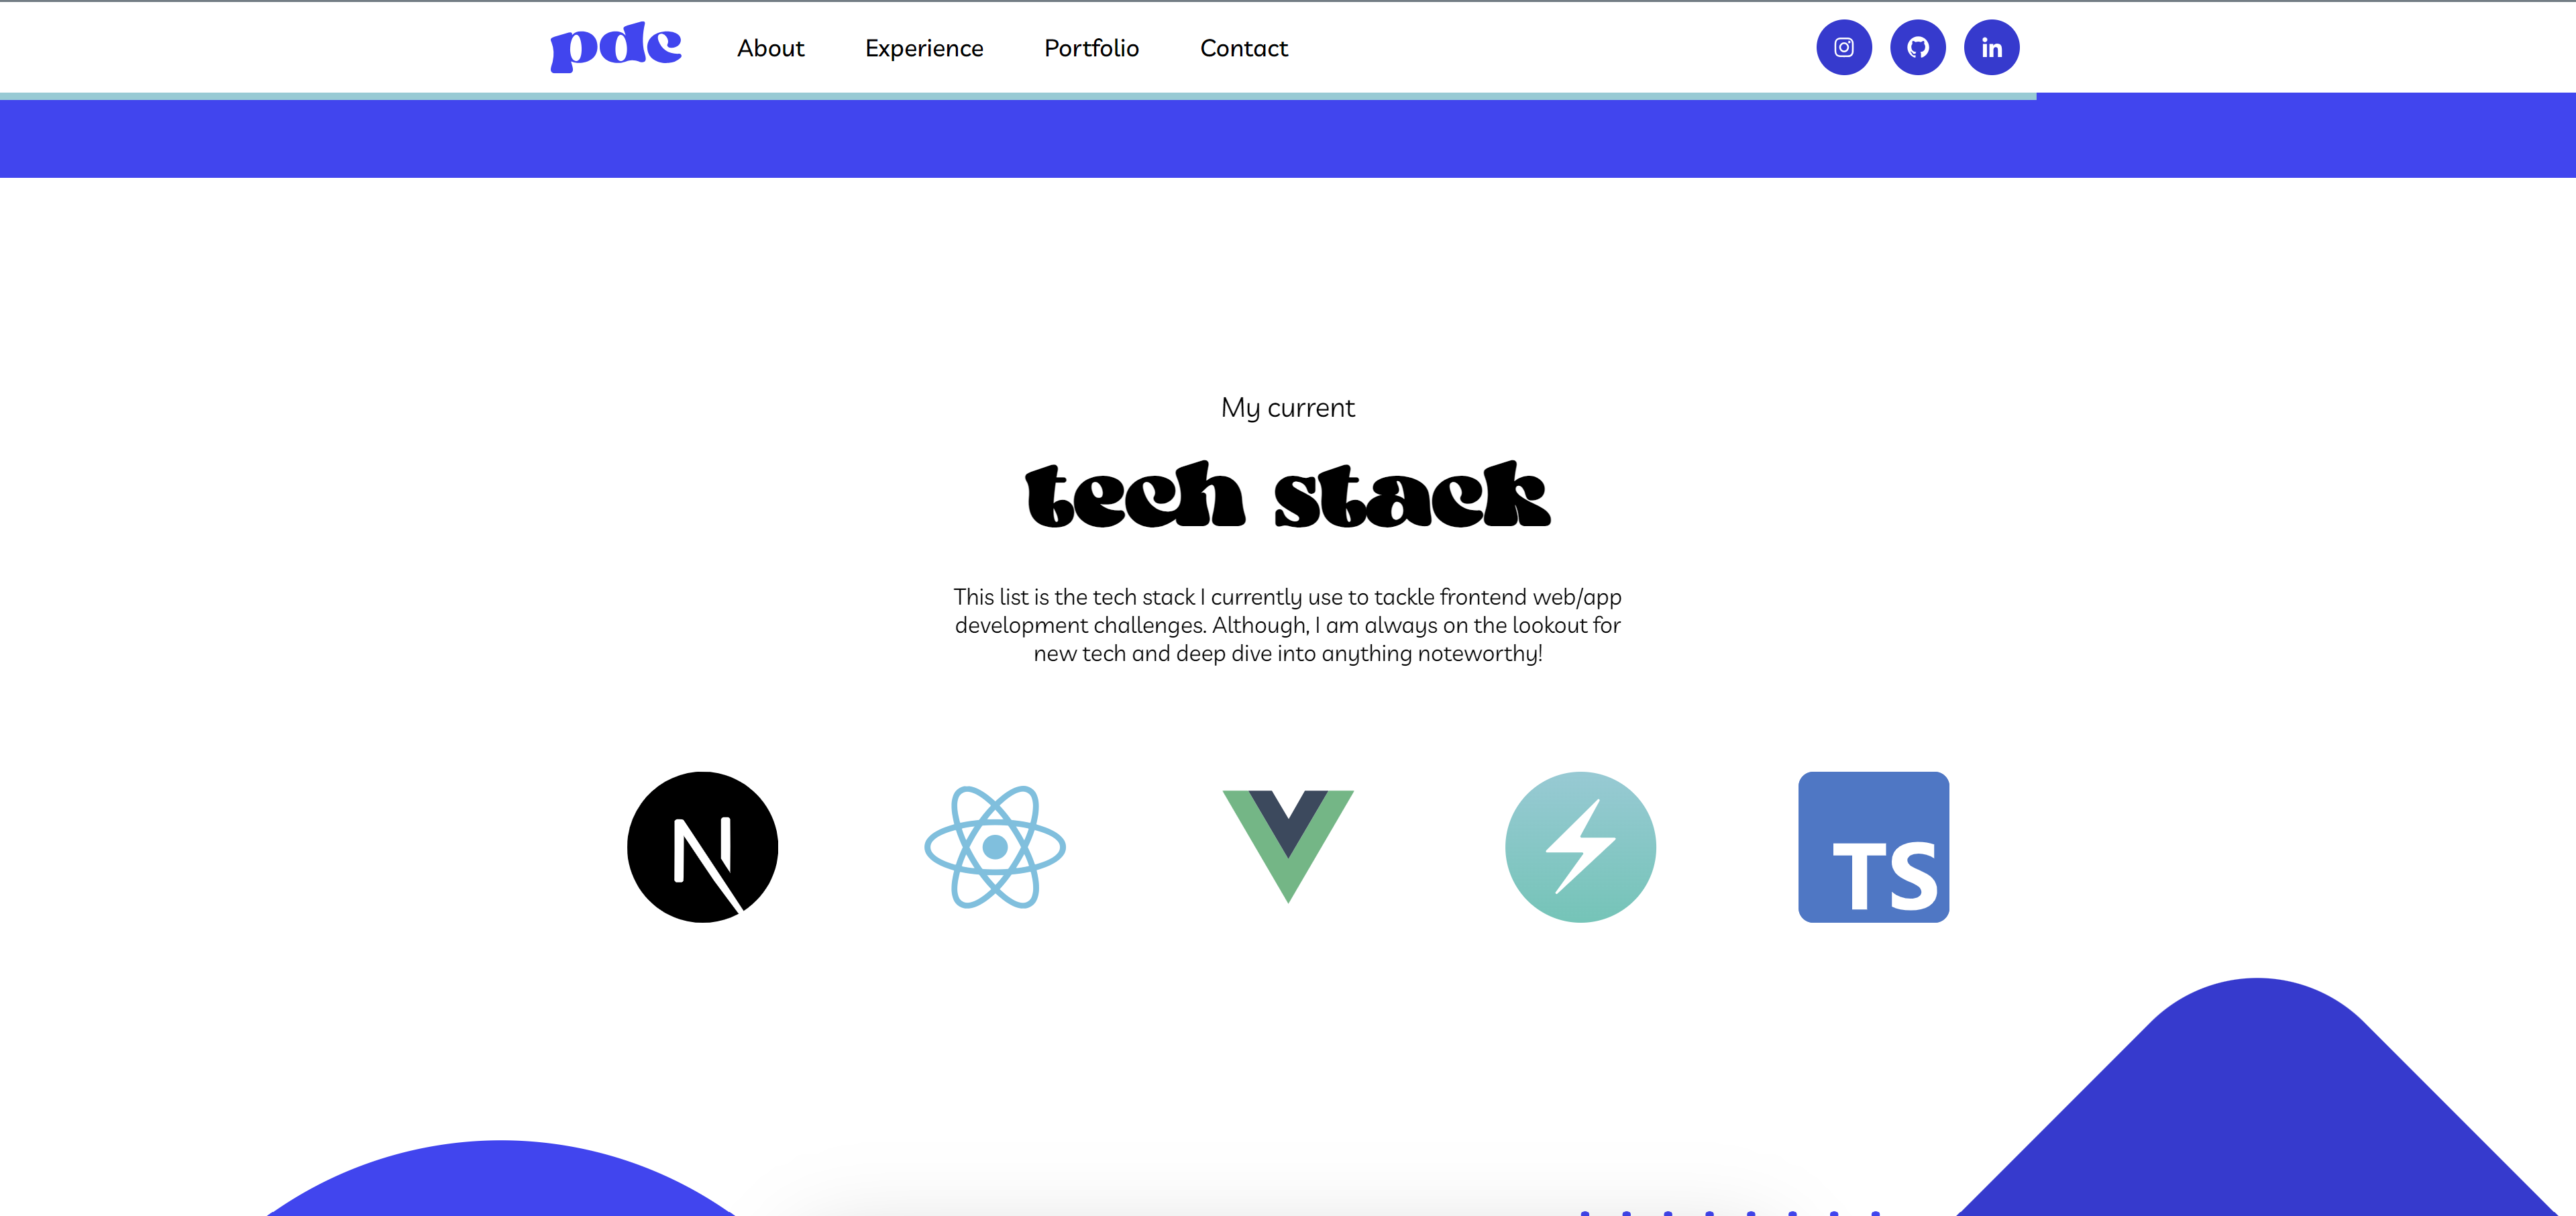 pdc
About
Experience
Portfolio
Contact
in
My current
tech stack
This list is the tech stack I currently use to tackle frontend web/app
development challenges. Although, I am always on the lookout for
new tech and deep dive into anything noteworthy!
N
TS